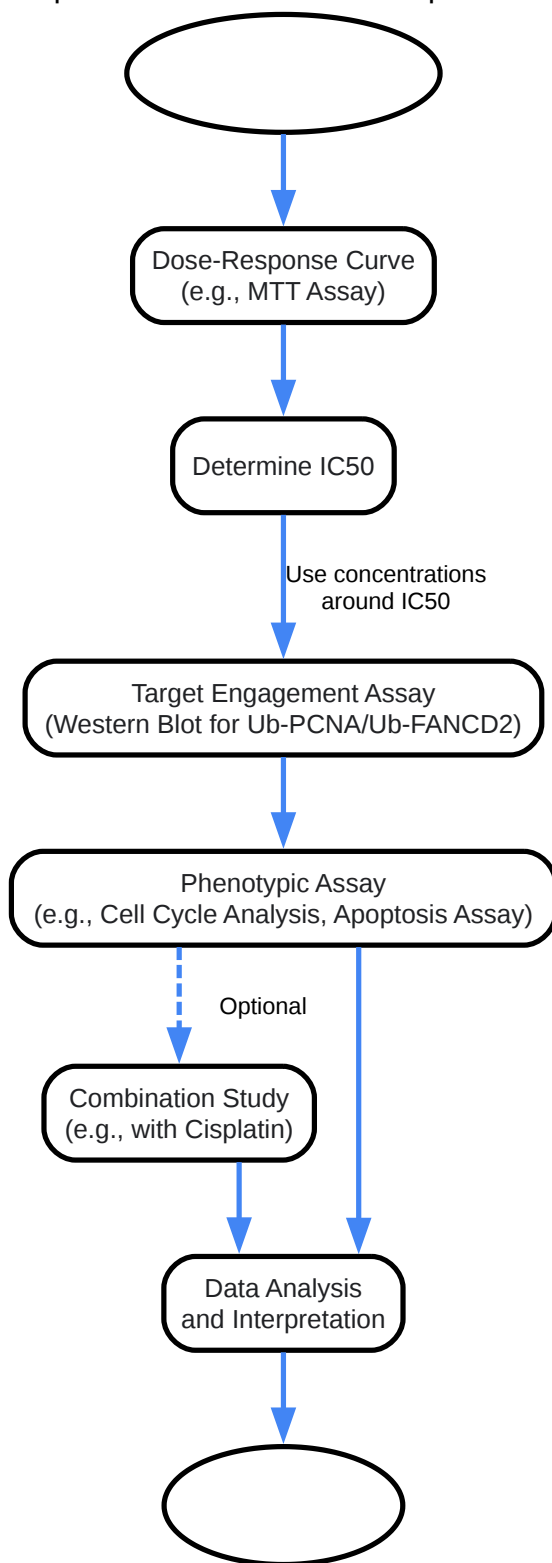 Dose-Response Curve
(e.g., MTT Assay)
Determine IC50
Use concentrations
around IC50
Target Engagement Assay
(Western Blot for Ub-PCNA/Ub-FANCD2)
Phenotypic Assay
(e.g., Cell Cycle Analysis, Apoptosis Assay)
Optional
Combination Study
(e.g., with Cisplatin)
Data Analysis
and Interpretation